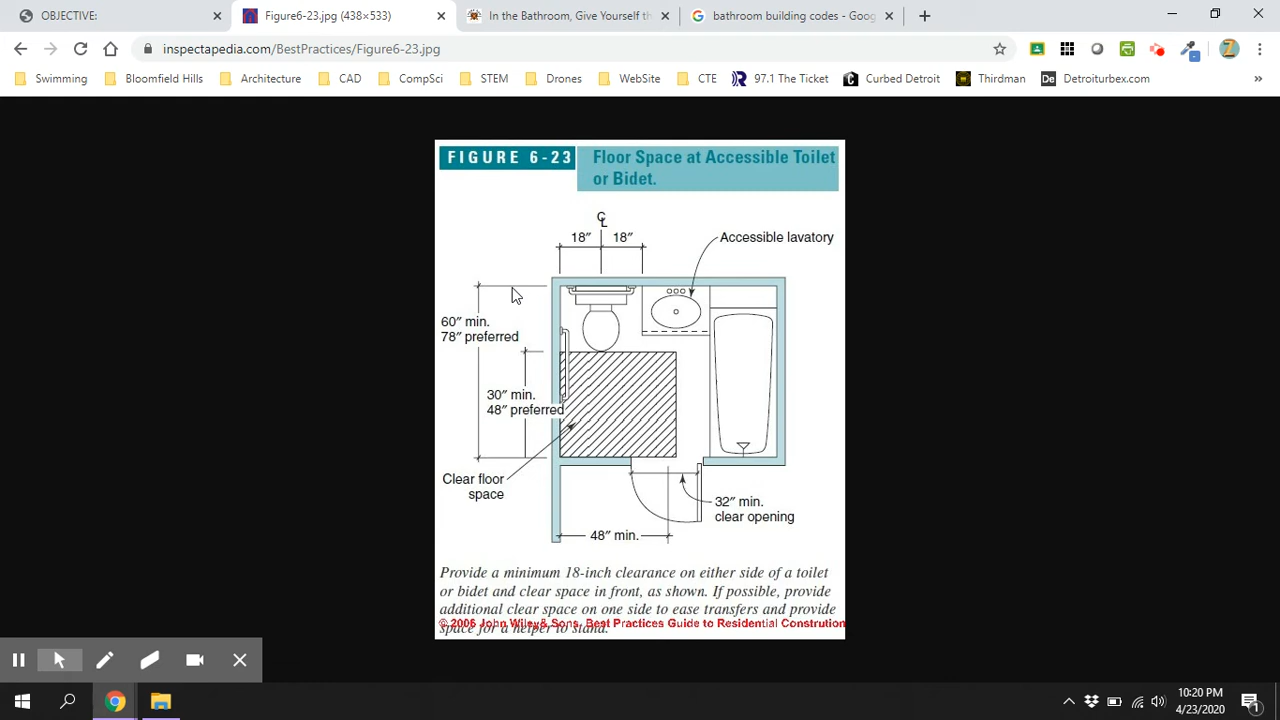 OBJECTIVE:
Figure6-23.jpg (438×533)
In the Bathroom, Give Yourself th
bathroom building codes - Goog
inspectapedia.com/BestPractices/Figure6-23.jpg
Swimming
Bloomfield Hills
Architecture
CAD
CompSci
STEM
Drones
WebSite
CTE
97.1 The Ticket
Curbed Detroit
Thirdman
De
Detroiturbex.com
»
FIGURE 6-23
Floor Space at Accessible Toilet
or Bidet.
CL
18″ 18″
Accessible lavatory
60″ min.
78″ preferred
30″ min.
48″ preferred
Clear floor
space
32″ min.
clear opening
48″ min.
Provide a minimum 18-inch clearance on either side of a toilet
or bidet and clear space in front, as shown. If possible, provide
additional clear space on one side to ease transfers and provide
© 2006 John Wiley & Sons, Best Practices Guide to Residential Constrution
space for a helper to stand.
10:20 PM
4/23/2020
1